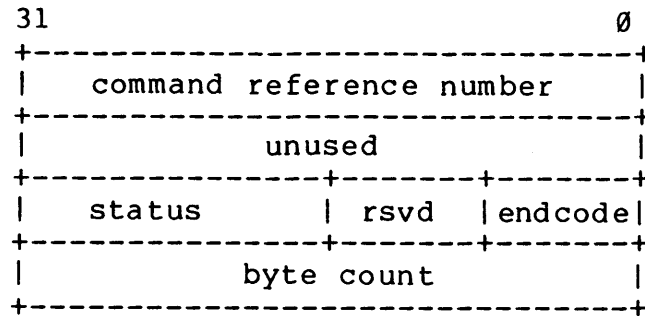 31 Ø
command reference number
unused
status | rsvd | endcode
byte count